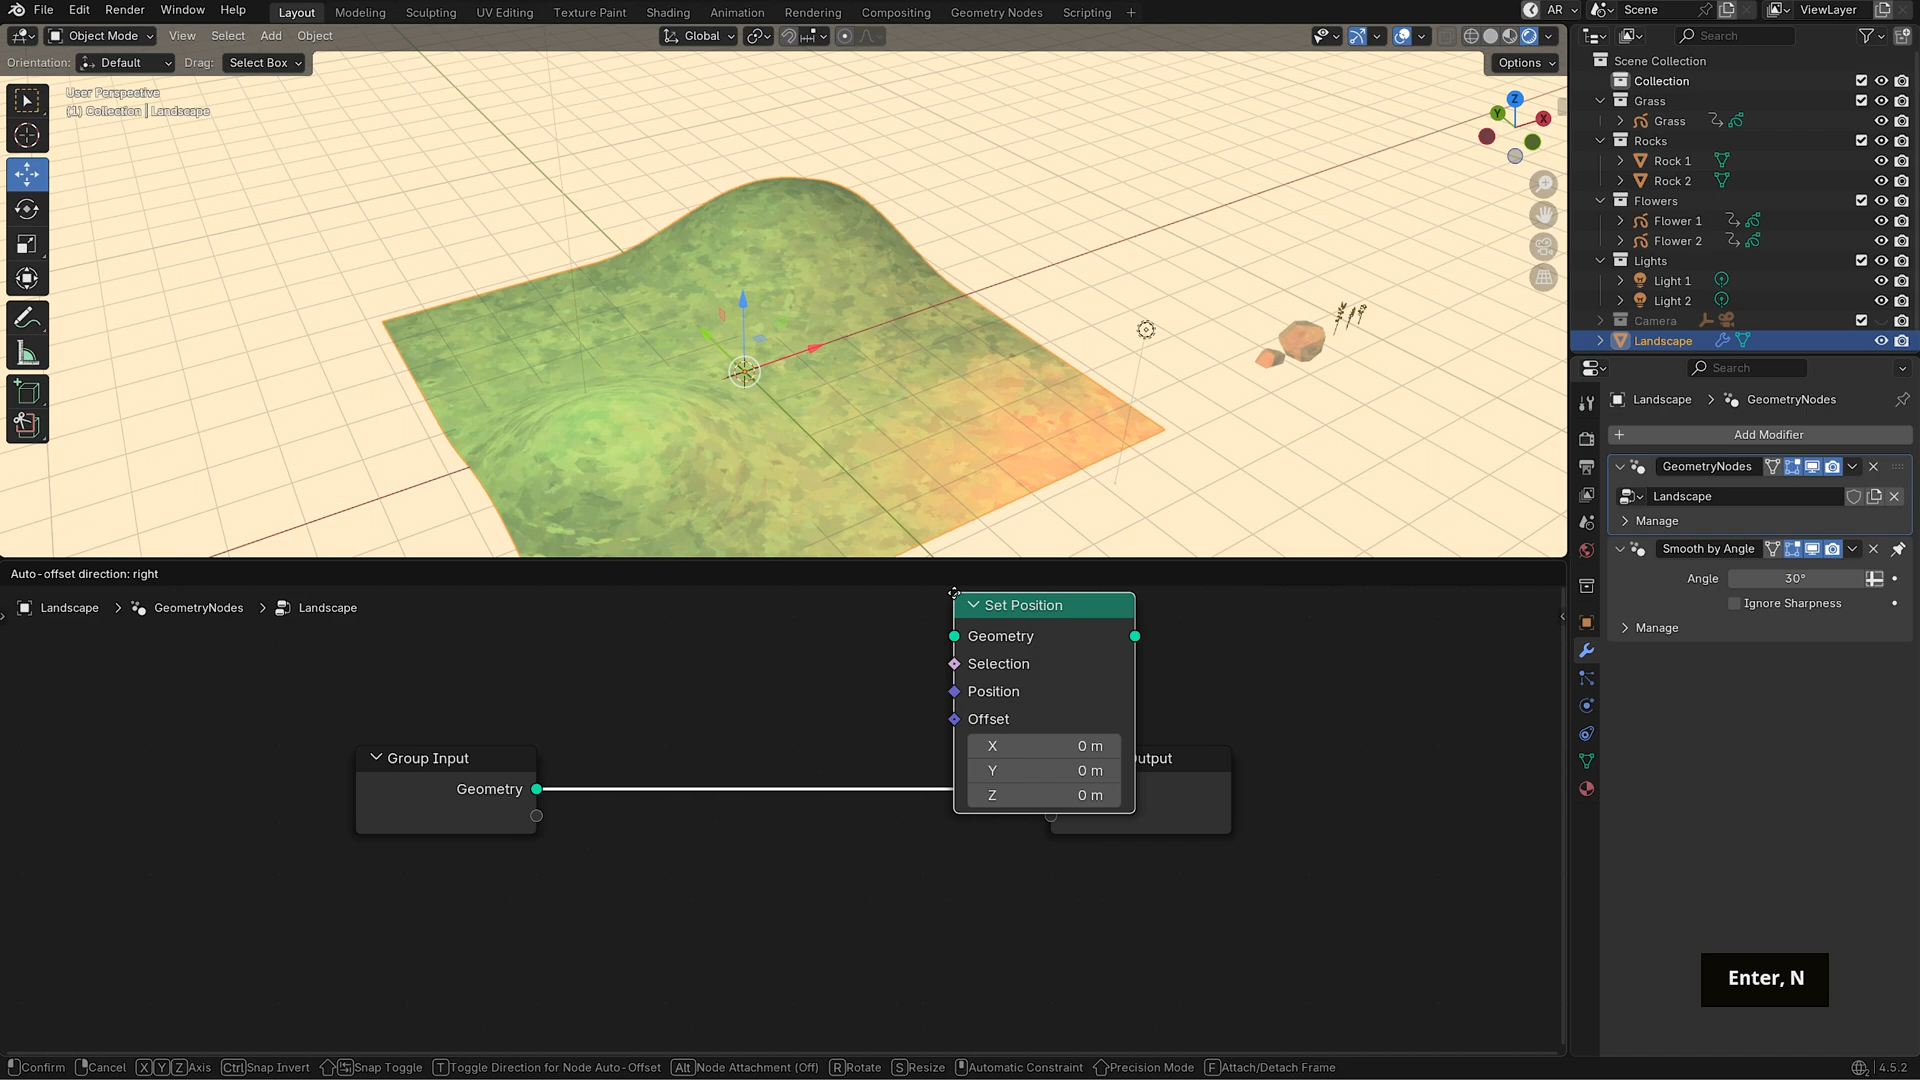 File Edit Render Window Help Layout Modeling Sculpting UV Editing Texture Paint Shading Animation Rendering Compositing Geometry Nodes Scripting + AR Scene ViewLayer
Object Mode View Select Add Object Global Search
Orientation: Default Drag: Select Box Options
User Perspective
(1) Collection | Landscape
Z
Y
X
Scene Collection
Collection
Grass
Grass
Rocks
Rock 1
Rock 2
Flowers
Flower 1
Flower 2
Lights
Light 1
Light 2
Camera
Landscape
Search
Landscape > GeometryNodes
+ Add Modifier
GeometryNodes
Landscape
Manage
Smooth by Angle
Angle 30°
Ignore Sharpness
Manage
Auto-offset direction: right
Landscape > GeometryNodes > Landscape
Set Position
Geometry
Selection
Position
Offset
X 0 m
Y 0 m
Z 0 m
Group Input
Geometry
Output
Enter, N
Confirm Cancel X Y Z Axis Ctrl Snap Invert Snap Toggle T Toggle Direction for Node Auto-Offset Alt Node Attachment (Off) R Rotate S Resize Automatic Constraint Precision Mode F Attach/Detach Frame 4.5.2